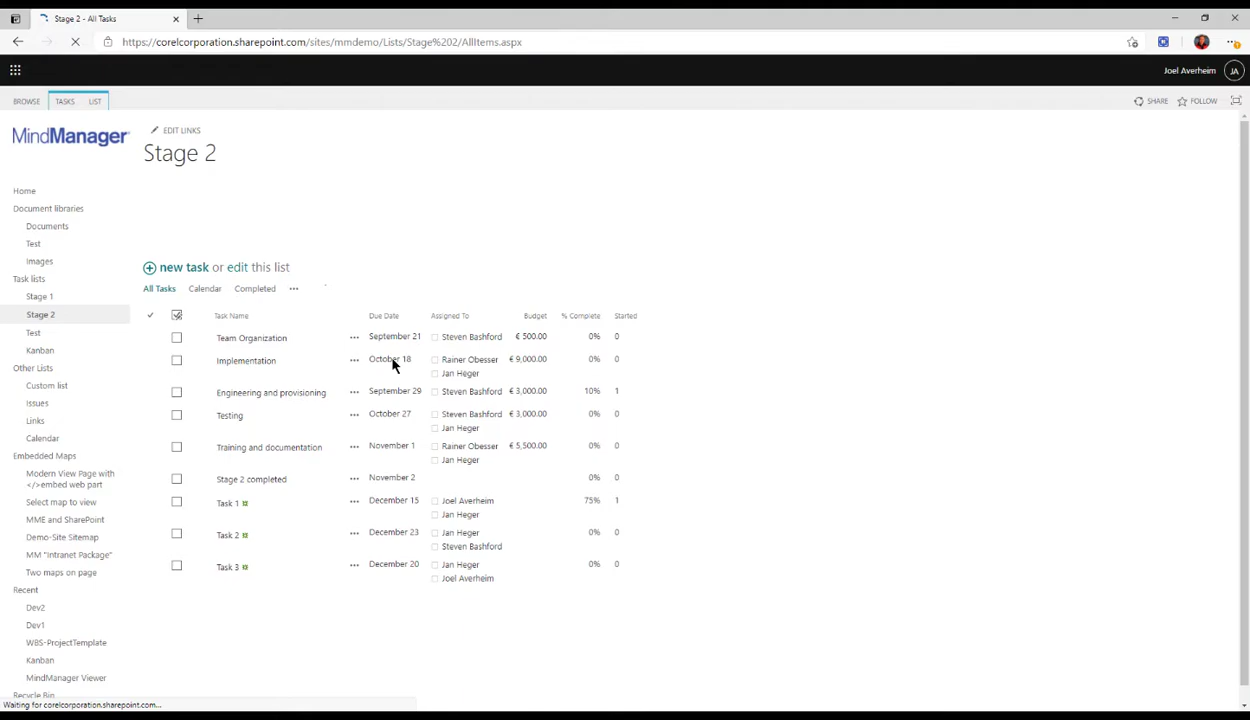 Stage 2 - All Tasks
https://corelcorporation.sharepoint.com/sites/mmdemo/Lists/Stage%202/AllItems.aspx
Joel Averheim JA
BROWSE TASKS LIST SHARE FOLLOW
MindManager
EDIT LINKS
Stage 2
Home
Document libraries
Documents
Test
Images
Task lists
Stage 1
Stage 2
Test
Kanban
Other Lists
Custom list
Issues
Links
Calendar
Embedded Maps
Modern View Page with
</>embed web part
Select map to view
MME and SharePoint
Demo-Site Sitemap
MM "Intranet Package"
Two maps on page
Recent
Dev2
Dev1
WBS-ProjectTemplate
Kanban
MindManager Viewer
Recycle Bin
new task or edit this list
All Tasks Calendar Completed
Task Name Due Date Assigned To Budget % Complete Started
Team Organization September 21 Steven Bashford € 500.00 0% 0
Implementation October 18 Rainer Obesser € 9,000.00 0% 0
Jan Heger
Engineering and provisioning September 29 Steven Bashford € 3,000.00 10% 1
Testing October 27 Steven Bashford € 3,000.00 0% 0
Jan Heger
Training and documentation November 1 Rainer Obesser € 5,500.00 0% 0
Jan Heger
Stage 2 completed November 2 0% 0
Task 1 December 15 Joel Averheim 75% 1
Jan Heger
Task 2 December 23 Jan Heger 0% 0
Steven Bashford
Task 3 December 20 Jan Heger 0% 0
Joel Averheim
Waiting for corelcorporation.sharepoint.com...